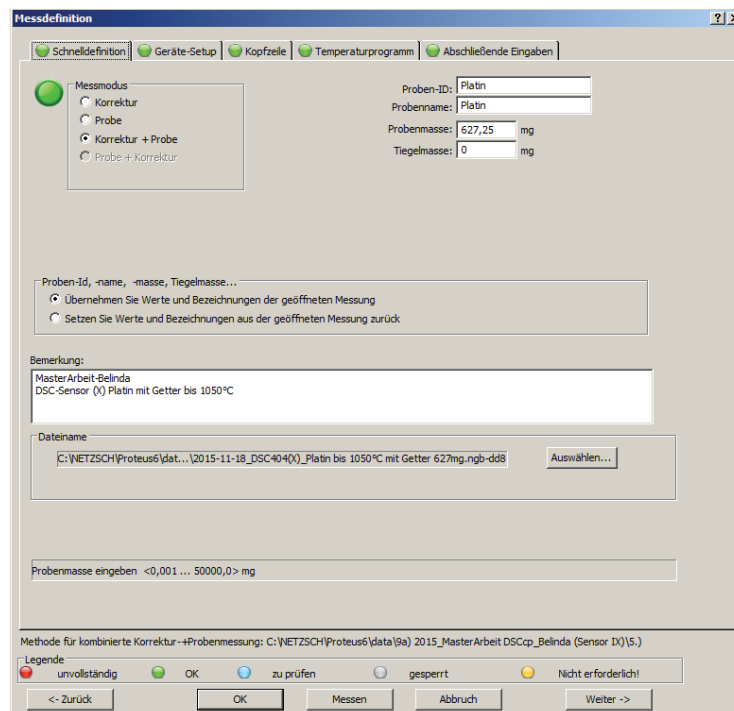 Messdefinition
Schnelldefinition Geräte-Setup Kopfzeile Temperaturprogramm Abschließende Eingaben
Messmodus
Korrektur
Probe
Korrektur + Probe
Probe + Korrektur
Proben-ID: Platin
Probenname: Platin
Probenmasse: 627,25 mg
Tiegelmasse: 0 mg
Proben-Id, -name, -masse, Tiegelmasse...
Übernehmen Sie Werte und Bezeichnungen der geöffneten Messung
Setzen Sie Werte und Bezeichnungen aus der geöffneten Messung zurück
Bemerkung:
MasterArbeit-Belinda
DSC-Sensor (X) Platin mit Getter bis 1050°C
Dateiname
C:\NETZSCH\Proteus6\dat...\2015-11-18_DSC404(X)_Platin bis 1050°C mit Getter 627mg.ngb-dd8 Auswählen...
Probenmasse eingeben <0,001 ... 50000,0> mg
Methode für kombinierte Korrektur-+Probenmessung: C:\NETZSCH\Proteus6\data\9a) 2015_MasterArbeit DSCcp_Belinda (Sensor IX)\5.)
Legende
unvollständig OK zu prüfen gesperrt Nicht erforderlich!
<- Zurück OK Messen Abbruch Weiter ->